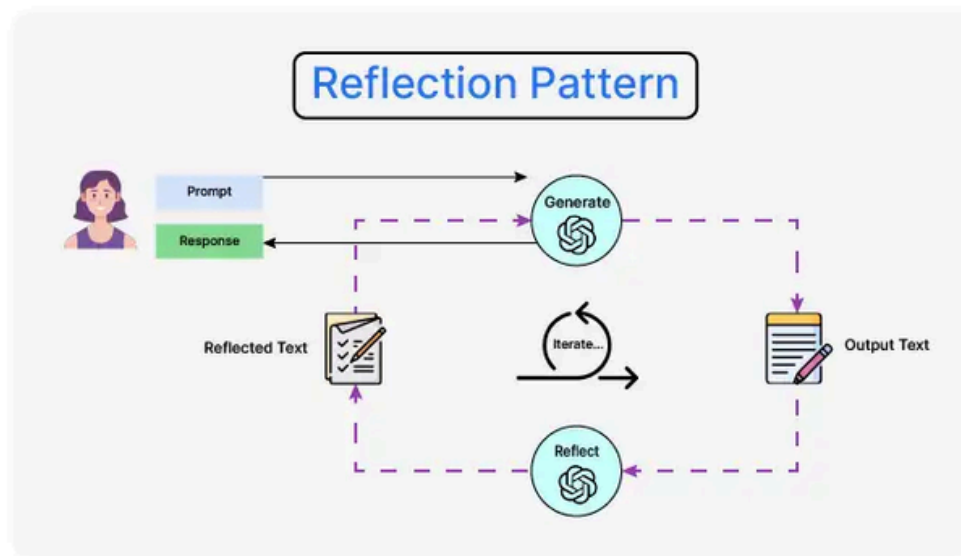 Reflection Pattern
Prompt
Generate
Response
Reflected Text
Iterate...
Output Text
Reflect